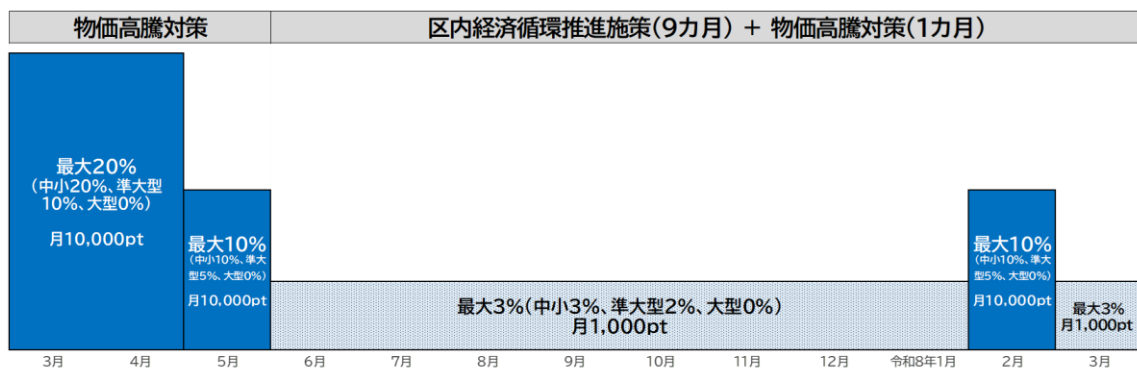 物価高騰対策
区内経済循環推進施策(9カ月) + 物価高騰対策(1カ月)
最大20%
(中小20%、準大型
10%、大型0%)
月10,000pt
最大10%
(中小10%、準大
型5%、大型0%)
月10,000pt
最大3%(中小3%、準大型2%、大型0%)
月1,000pt
最大10%
(中小10%、準大
型5%、大型0%)
月10,000pt
最大3%
月1,000pt
3月 4月 5月 6月 7月 8月 9月 10月 11月 12月 令和8年1月 2月 3月